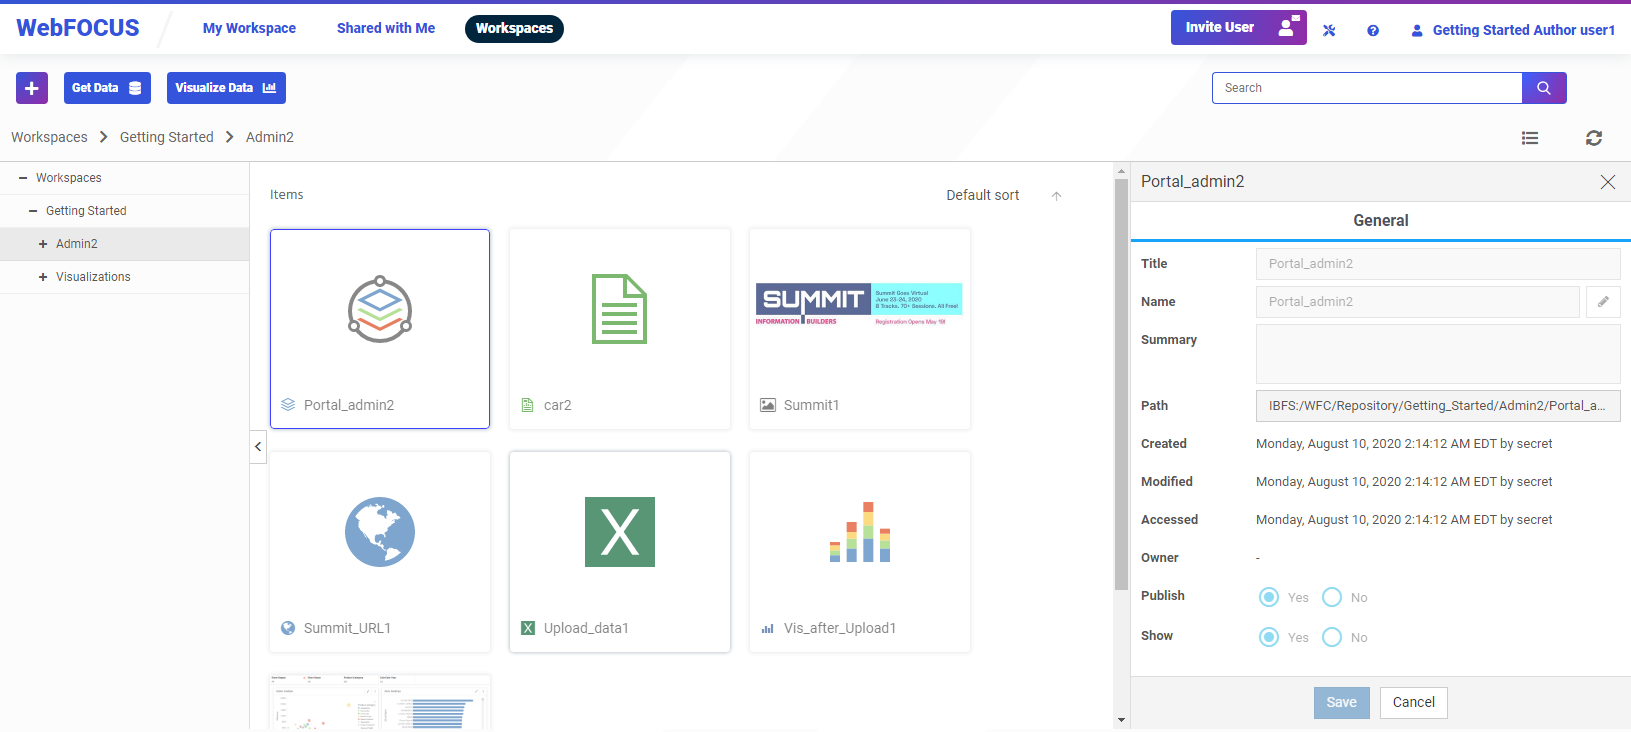 WebFOCUS
My Workspace
Shared with Me
Workspaces
Invite User
Getting Started Author user1
Get Data
Visualize Data
Search
Workspaces
Getting Started
Admin2
Workspaces
Getting Started
Admin2
Visualizations
Items
Default sort
SUMMIT
INFORMATION BUILDERS
Summit Goes Virtual
June 23-24, 2020
8 Tracks. 70+ Sessions. All Free!
Registration Opens May 19!
Portal_admin2
car2
Summit1
X
Summit_URL1
X
Upload_data1
Vis_after_Upload1
Portal_admin2
General
Title
Portal_admin2
Name
Portal_admin2
Summary
Path
IBFS:/WFC/Repository/Getting_Started/Admin2/Portal_a...
Created
Monday, August 10, 2020 2:14:12 AM EDT by secret
Modified
Monday, August 10, 2020 2:14:12 AM EDT by secret
Accessed
Monday, August 10, 2020 2:14:12 AM EDT by secret
Owner
-
Publish
Yes
No
Show
Yes
No
Save
Cancel